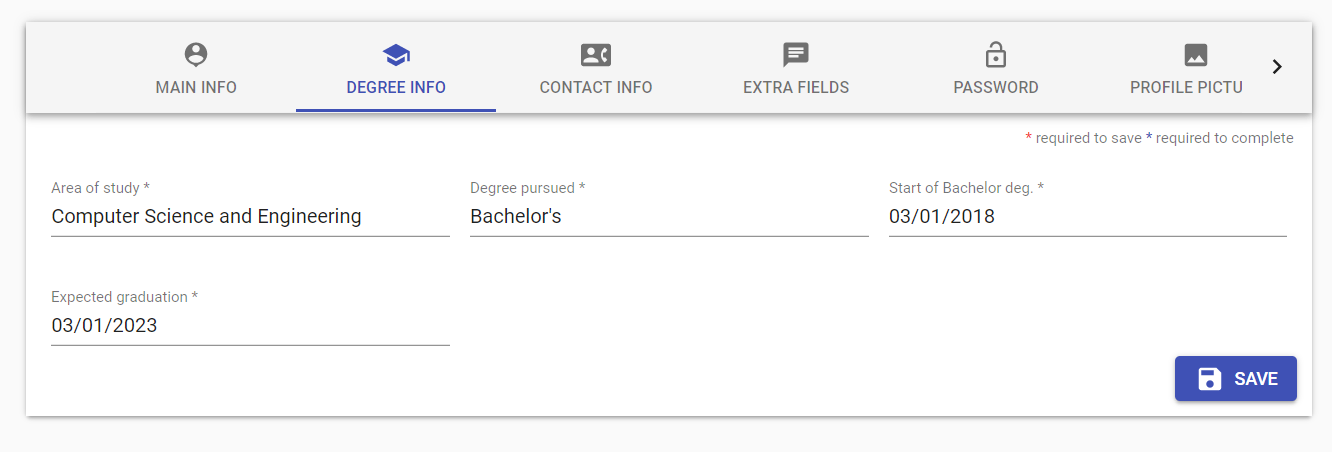 MAIN INFO
DEGREE INFO
CONTACT INFO
EXTRA FIELDS
PASSWORD
PROFILE PICTU
* required to save * required to complete
Area of study *
Computer Science and Engineering
Degree pursued *
Bachelor's
Start of Bachelor deg. *
03/01/2018
Expected graduation *
03/01/2023
SAVE